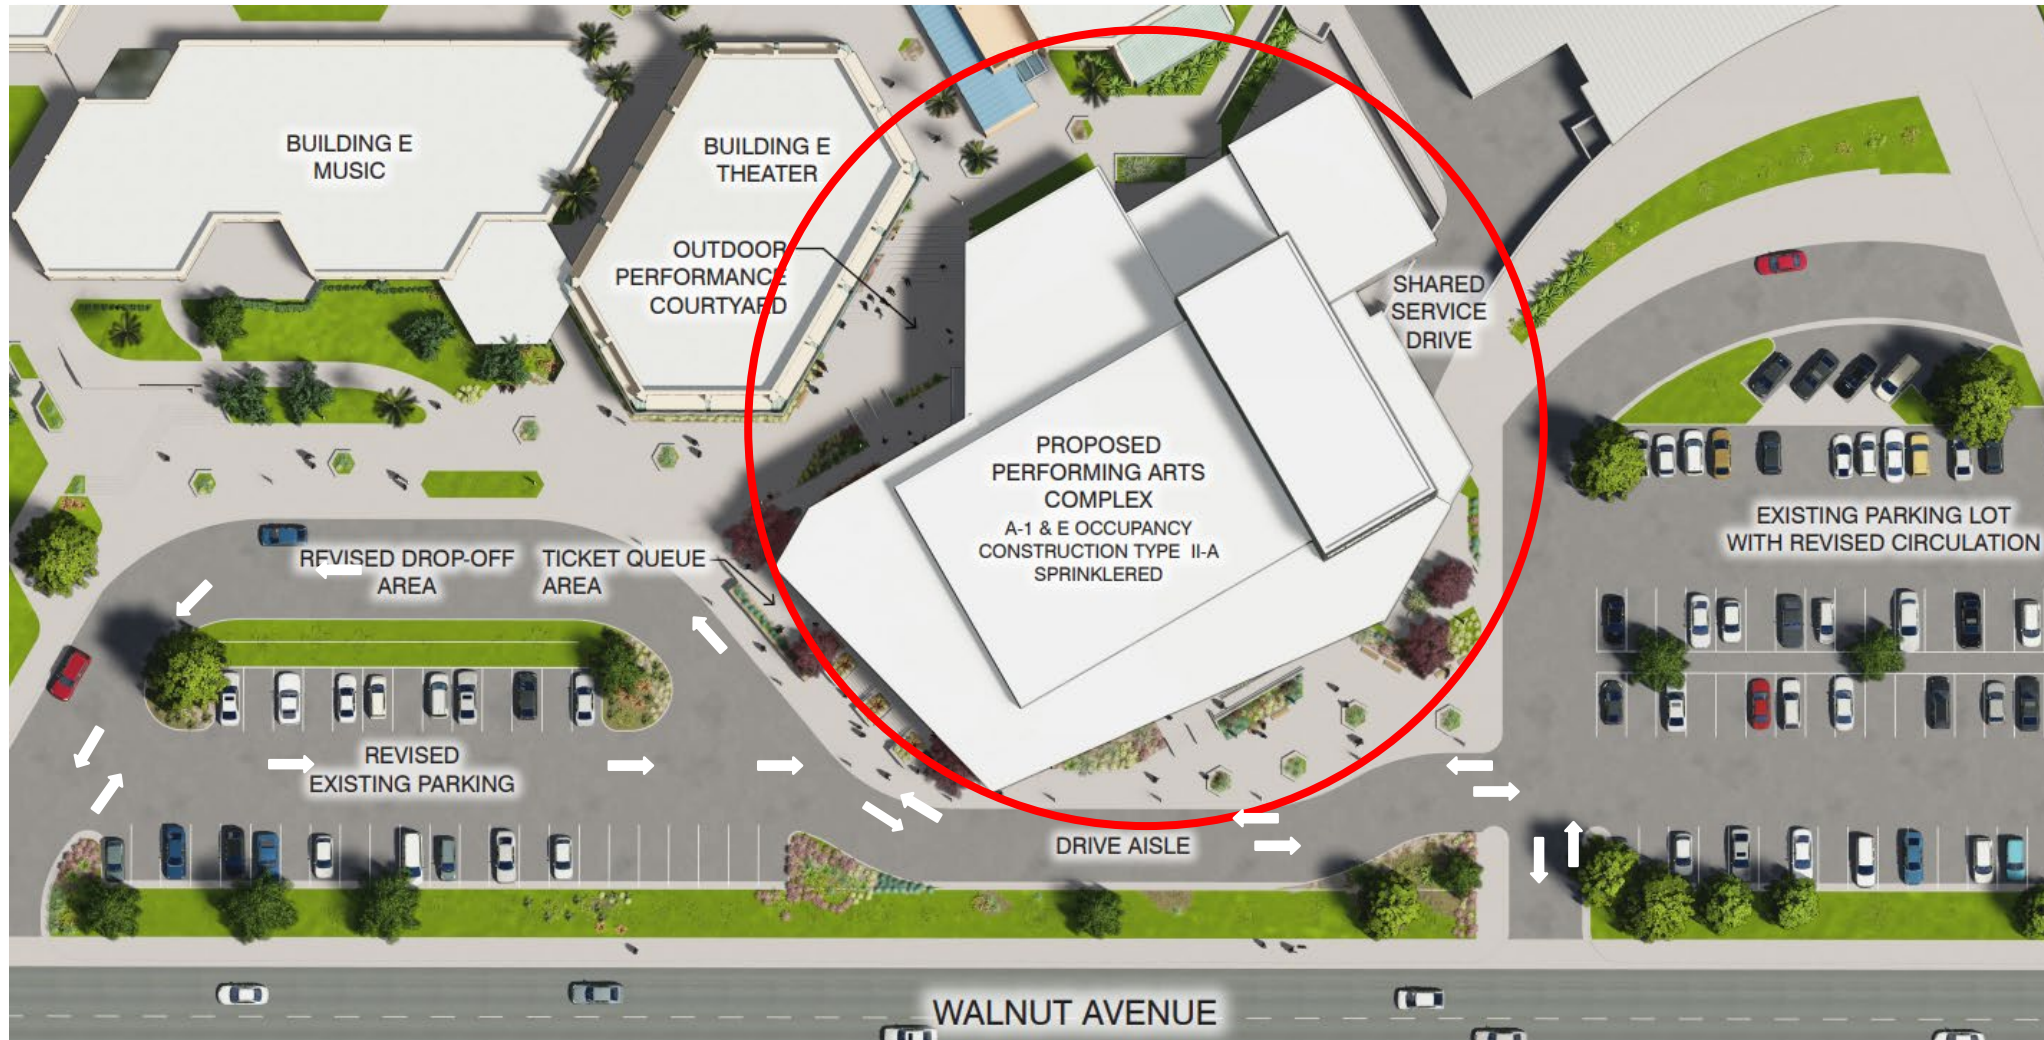 BUILDING E
MUSIC
BUILDING E
THEATER
OUTDOOR
PERFORMANCE
COURTYARD
SHARED
SERVICE
DRIVE
PROPOSED
PERFORMING ARTS
COMPLEX
A-1 & E OCCUPANCY
CONSTRUCTION TYPE II-A
SPRINKLERED
EXISTING PARKING LOT
WITH REVISED CIRCULATION
REVISED DROP-OFF
AREA
TICKET QUEUE
AREA
REVISED
EXISTING PARKING
DRIVE AISLE
WALNUT AVENUE